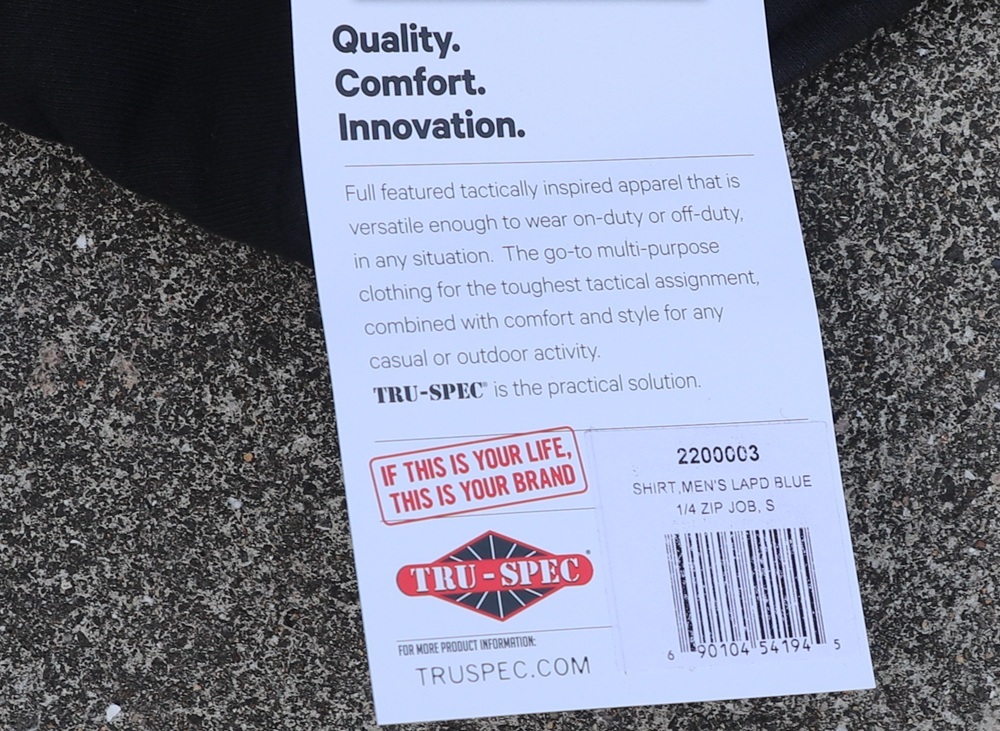 Quality.
Comfort.
Innovation.
Full featured tactically inspired apparel that is
versatile enough to wear on-duty or off-duty,
in any situation. The go-to multi-purpose
clothing for the toughest tactical assignment,
combined with comfort and style for any
casual or outdoor activity.
TRU-SPEC® is the practical solution.
IF THIS IS YOUR LIFE,
THIS IS YOUR BRAND
TRU-SPEC®
FOR MORE PRODUCT INFORMATION:
TRUSPEC.COM
2200003
SHIRT,MEN'S LAPD BLUE
1/4 ZIP JOB, S
6 90104 54194 5